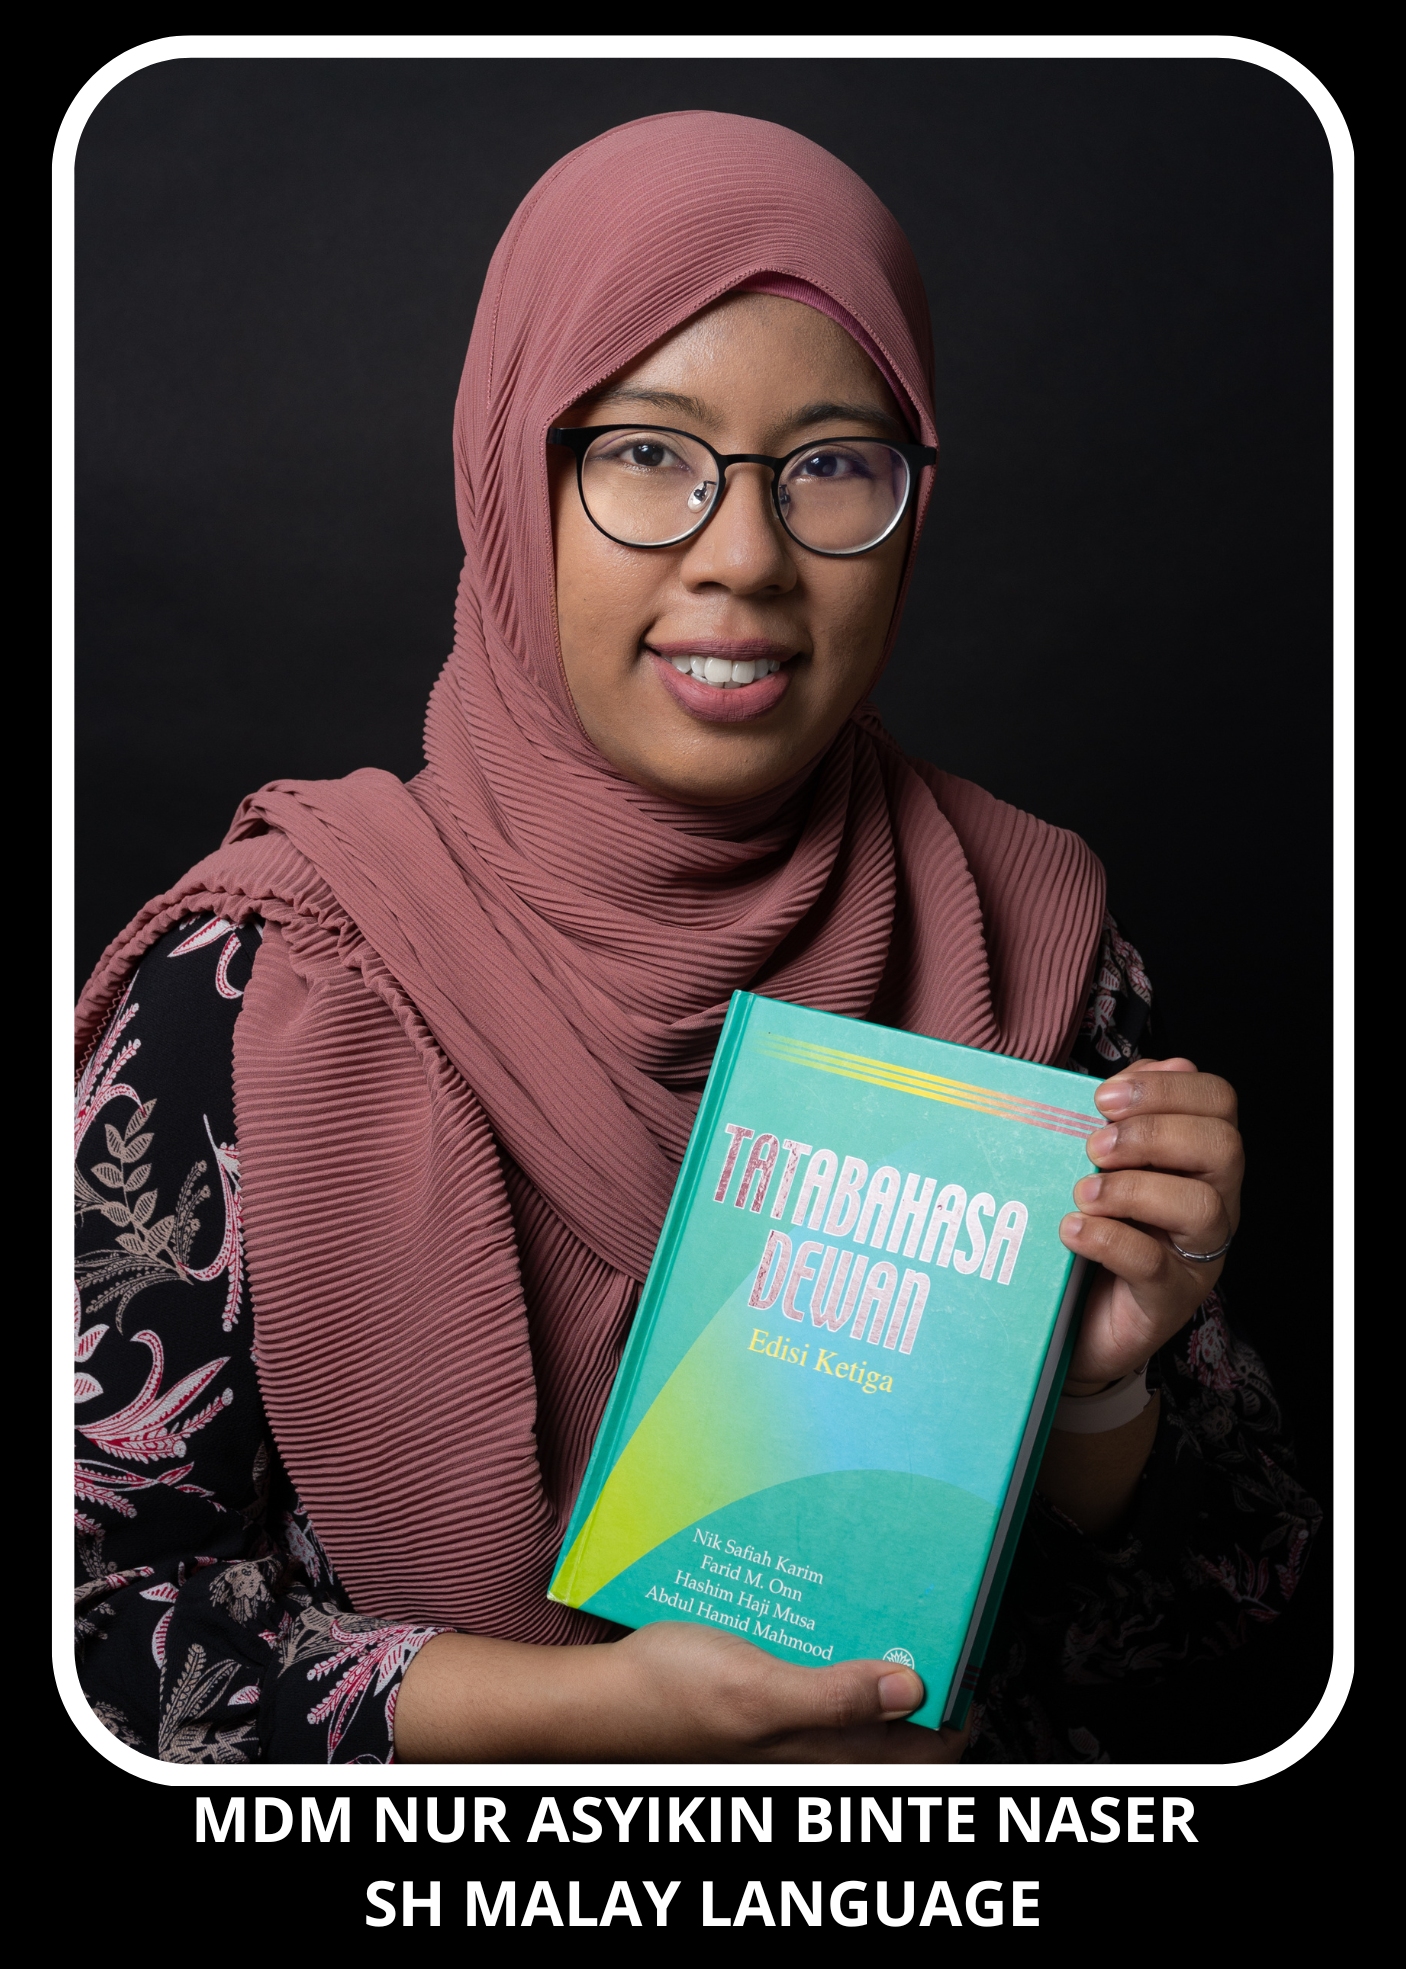 TATABAHASA
DEWAN
Edisi Ketiga
Nik Safiah Karim
Farid M. Onn
Hashim Haji Musa
Abdul Hamid Mahmood
MDM NUR ASYIKIN BINTE NASER
SH MALAY LANGUAGE